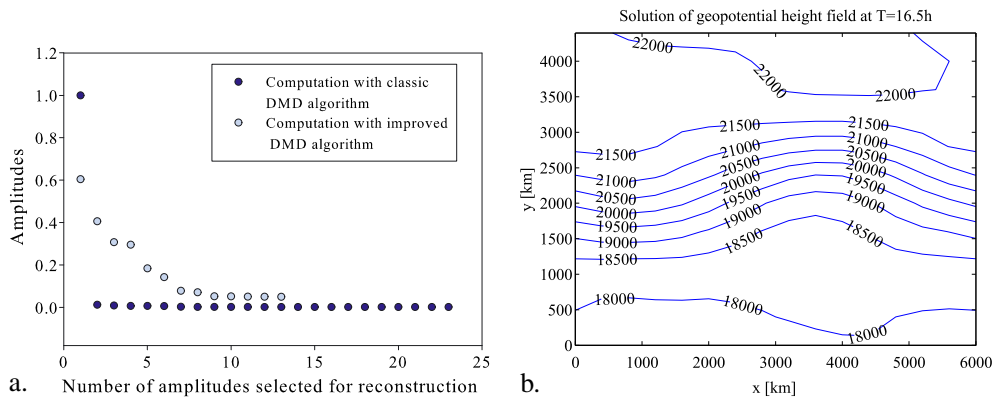 1.2
1.0
0.8
0.6
0.4
0.2
0.0
Amplitudes
Computation with classic
DMD algorithm
Computation with improved
DMD algorithm
0 5 10 15 20 25
Number of amplitudes selected for reconstruction
a.
Solution of geopotential height field at T=16.5h
4000
3500
3000
2500
2000
1500
1000
500
0
y [km]
22000
22000
22000
21500 21500 21500
21000 21000 21000
20500 20500 20500
20000 20000 20000
19500 19500 19500
19000 19000 19000
18500 18500 18500
18000 18000 18000
0 1000 2000 3000 4000 5000 6000
x [km]
b.